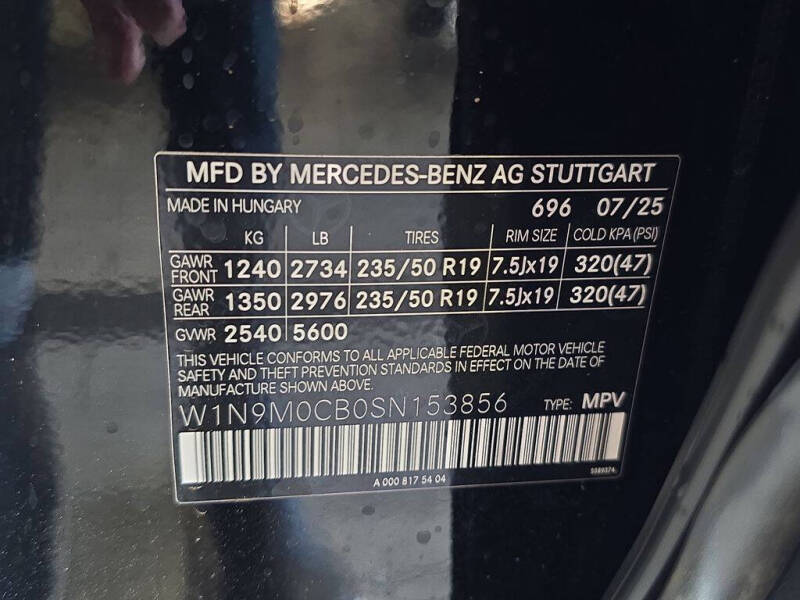 MFD BY MERCEDES-BENZ AG STUTTGART
MADE IN HUNGARY 696 07/25
KG LB TIRES RIM SIZE COLD KPA(PSI)
GAWR FRONT 1240 2734 235/50 R19 7.5Jx19 320(47)
GAWR REAR 1350 2976 235/50 R19 7.5Jx19 320(47)
GVWR 2540 5600
THIS VEHICLE CONFORMS TO ALL APPLICABLE FEDERAL MOTOR VEHICLE
SAFETY AND THEFT PREVENTION STANDARDS IN EFFECT ON THE DATE OF
MANUFACTURE SHOWN ABOVE.
W1N9M0CB0SN153856 TYPE: MPV
A 000 817 54 04